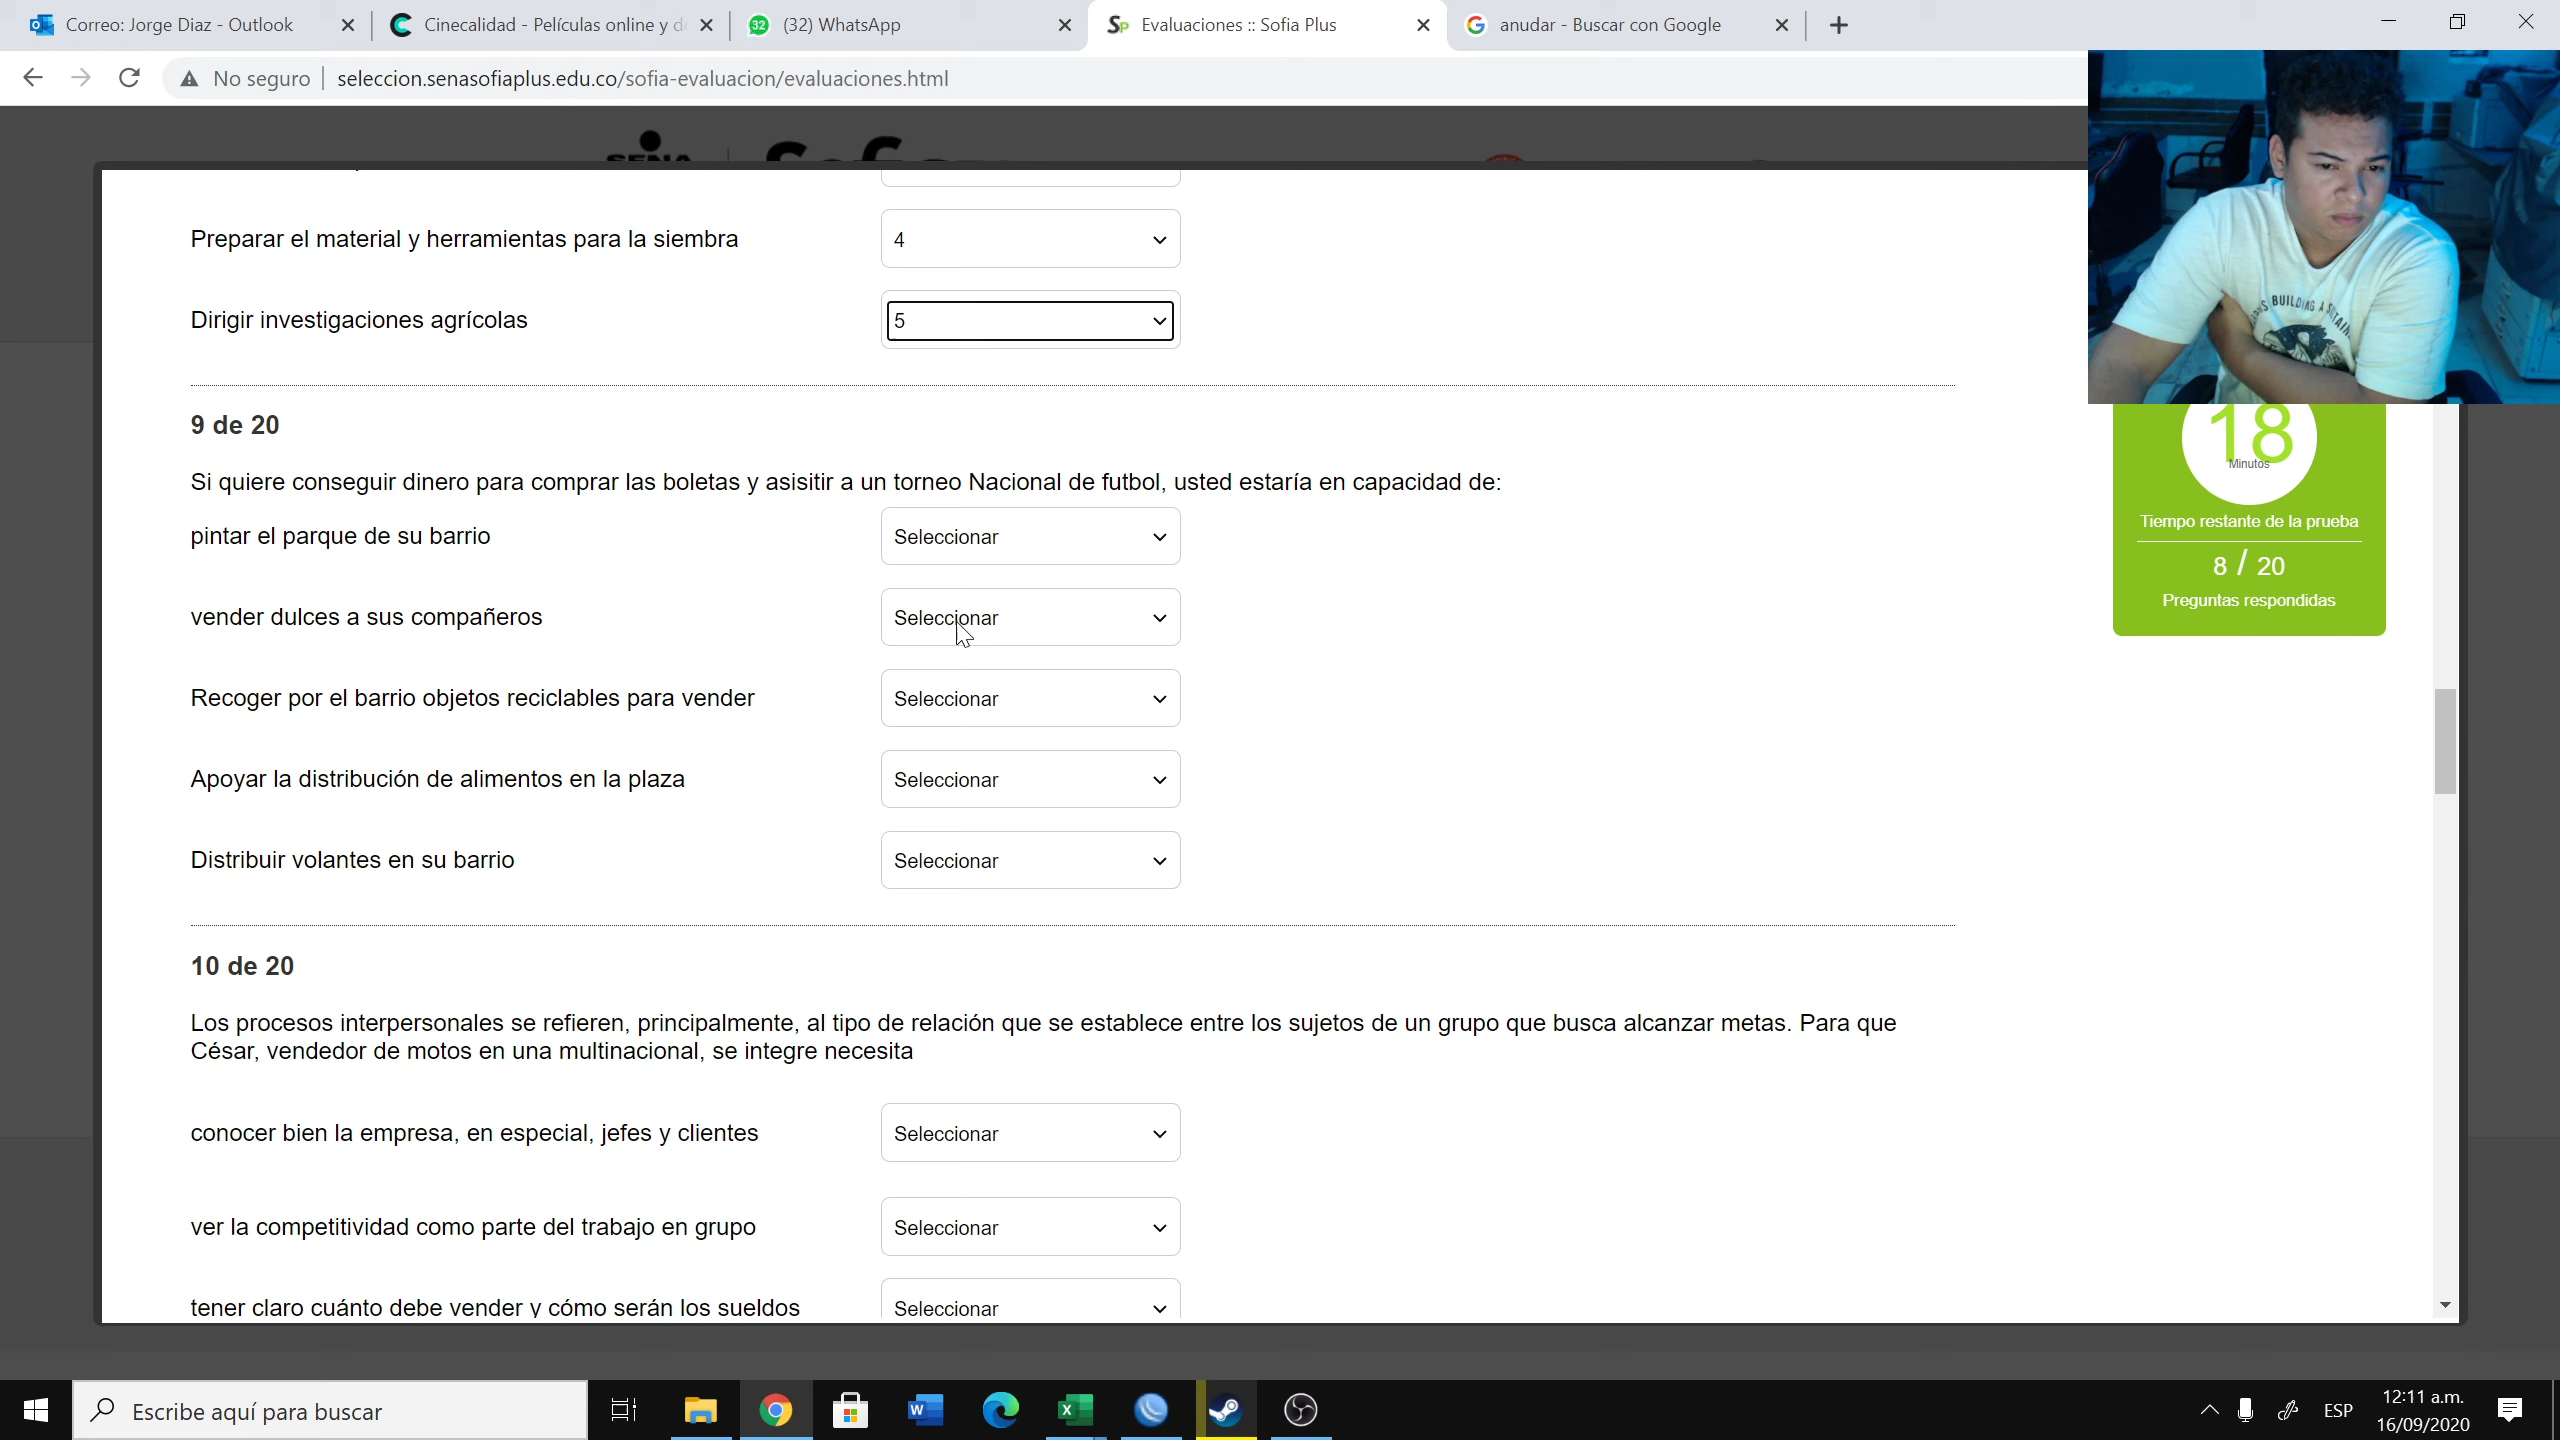 Correo: Jorge Diaz - Outlook
Cinecalidad - Películas online y de
32
(32) WhatsApp
Evaluaciones :: Sofia Plus
anudar - Buscar con Google
No seguro
seleccion.senasofiaplus.edu.co/sofia-evaluacion/evaluaciones.html
Preparar el material y herramientas para la siembra
4
Dirigir investigaciones agrícolas
5
9 de 20
Si quiere conseguir dinero para comprar las boletas y asisitir a un torneo Nacional de futbol, usted estaría en capacidad de:
pintar el parque de su barrio
Seleccionar
vender dulces a sus compañeros
Seleccionar
Recoger por el barrio objetos reciclables para vender
Seleccionar
Apoyar la distribución de alimentos en la plaza
Seleccionar
Distribuir volantes en su barrio
Seleccionar
18
Minutos
Tiempo restante de la prueba
8 / 20
Preguntas respondidas
10 de 20
Los procesos interpersonales se refieren, principalmente, al tipo de relación que se establece entre los sujetos de un grupo que busca alcanzar metas. Para que
César, vendedor de motos en una multinacional, se integre necesita
conocer bien la empresa, en especial, jefes y clientes
Seleccionar
ver la competitividad como parte del trabajo en grupo
Seleccionar
tener claro cuánto debe vender y cómo serán los sueldos
Seleccionar
Escribe aquí para buscar
ESP
12:11 a.m.
16/09/2020